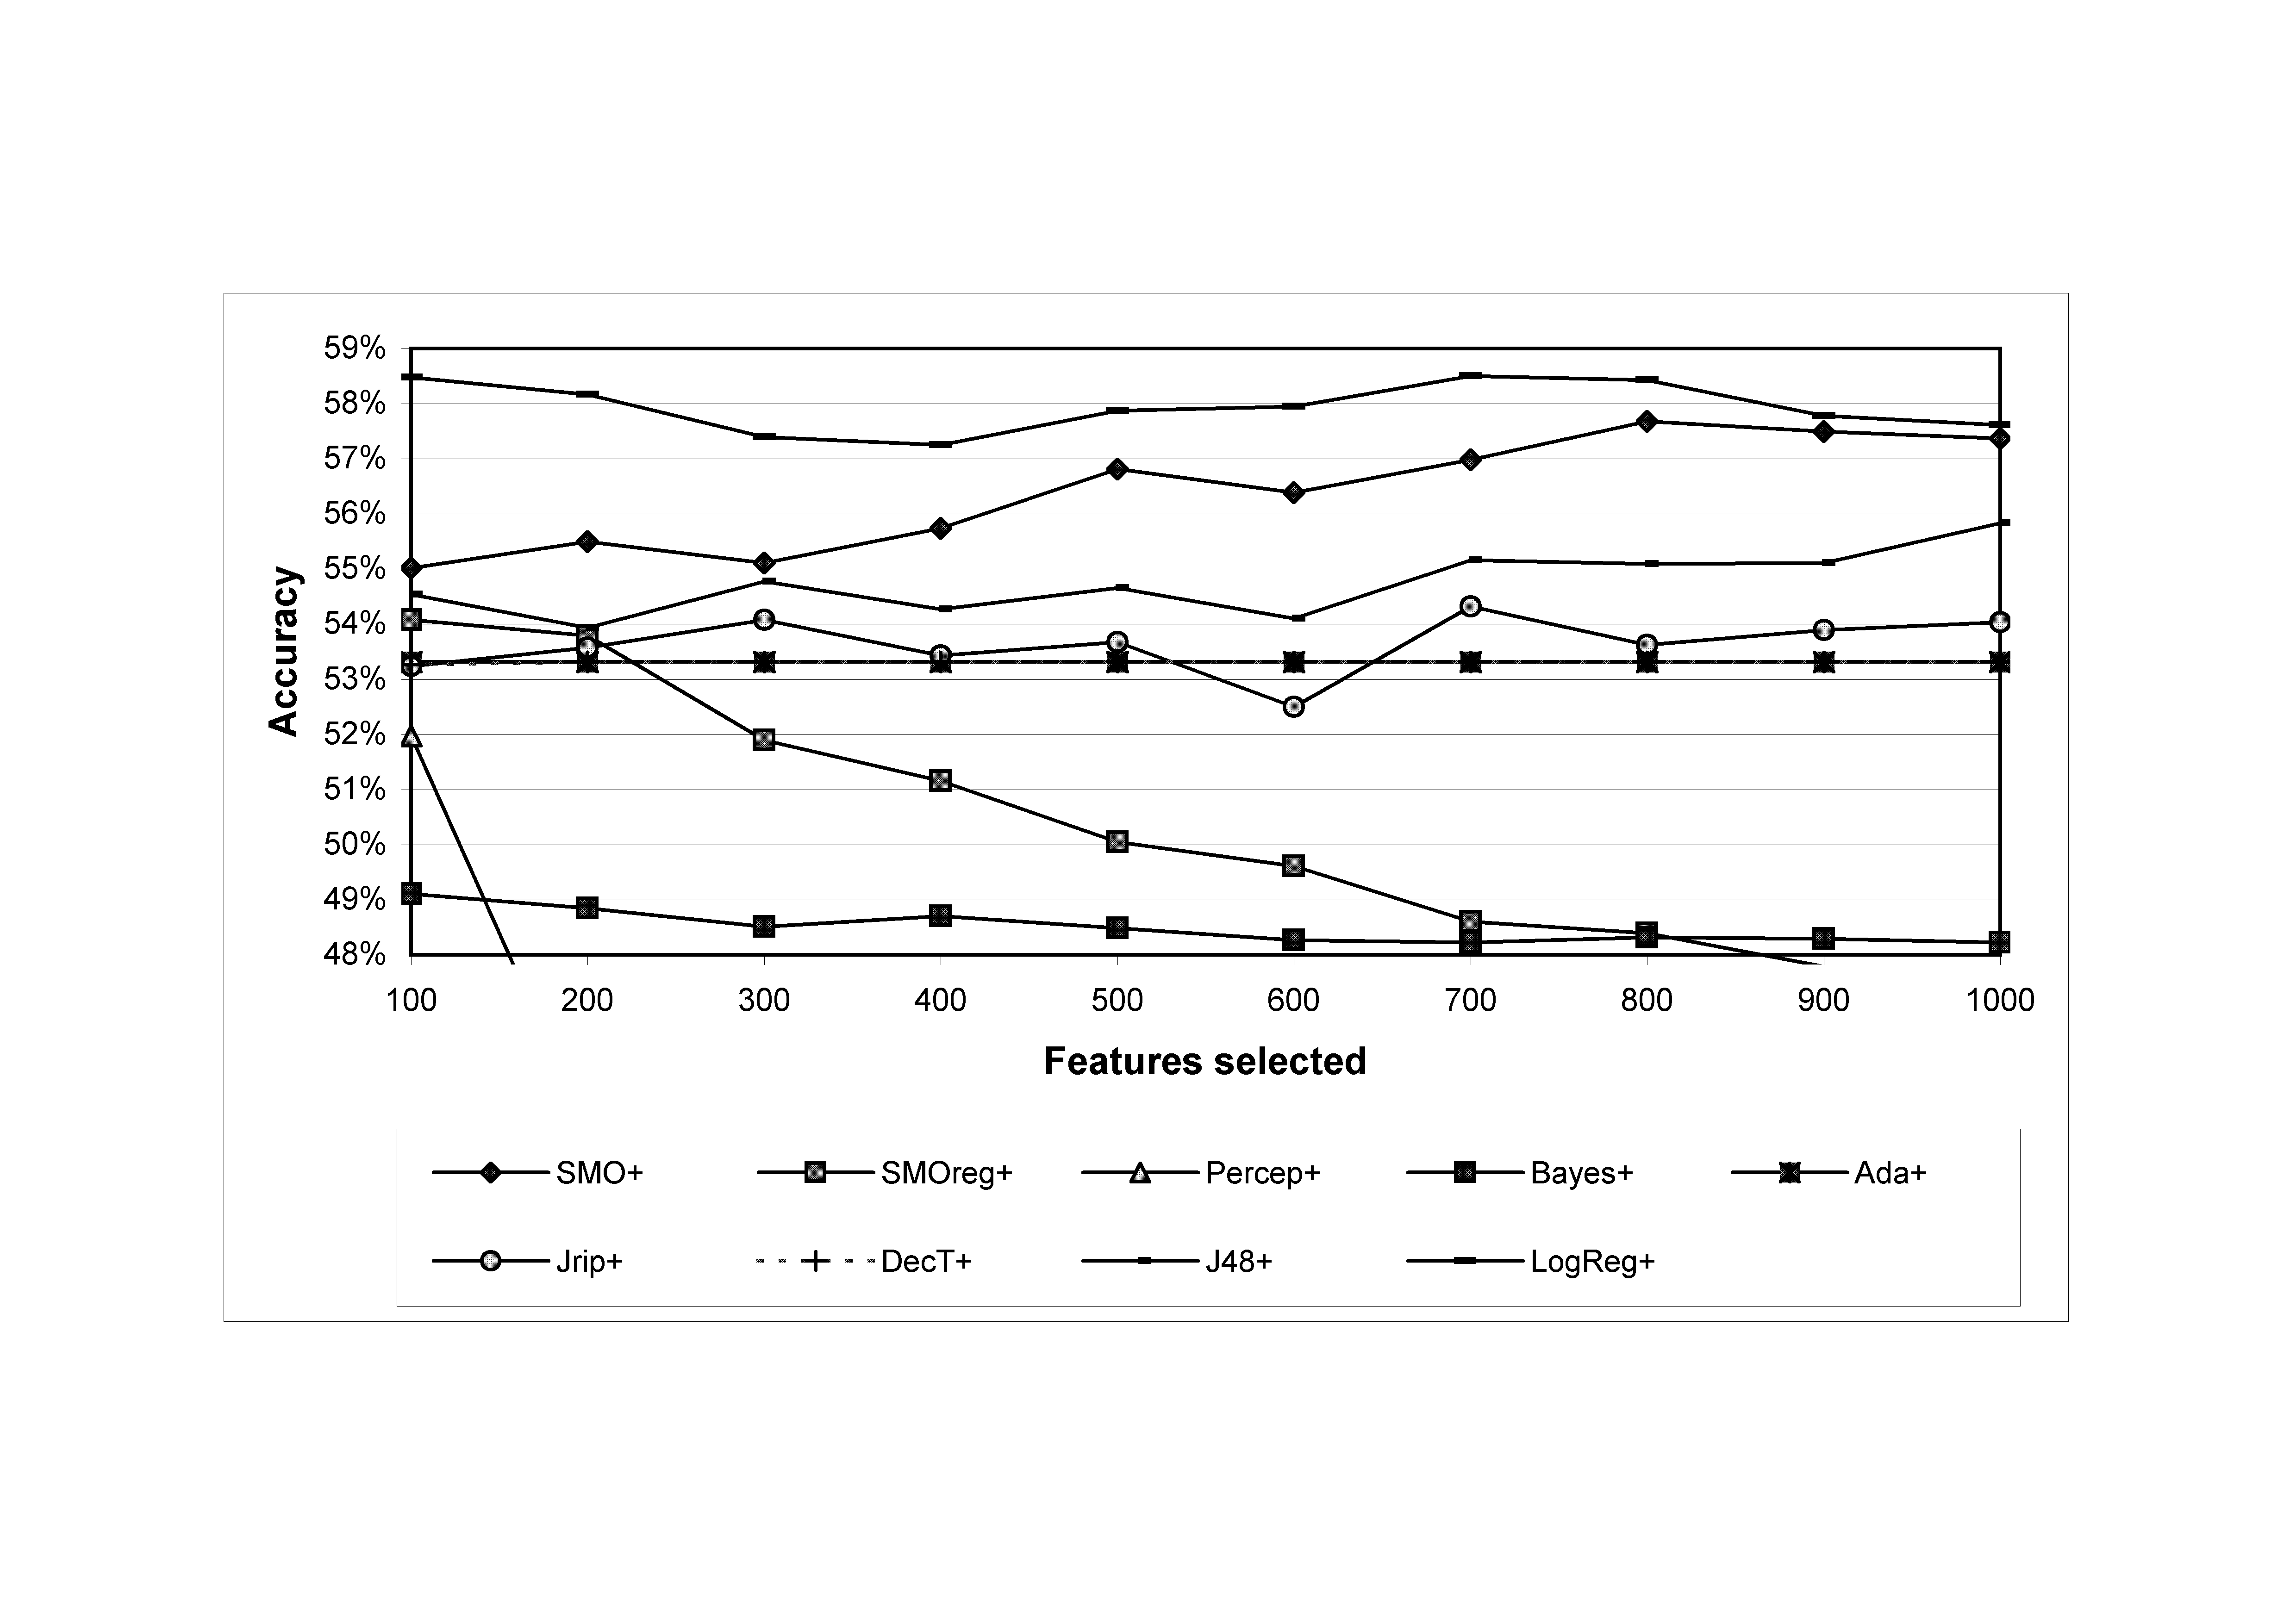 59%
58%
57%
56%
55%
54%
53%
52%
51%
50%
49%
48%
Accuracy
100 200 300 400 500 600 700 800 900 1000
Features selected
SMO+ SMOreg+ Percep+ Bayes+ Ada+
Jrip+ DecT+ J48+ LogReg+